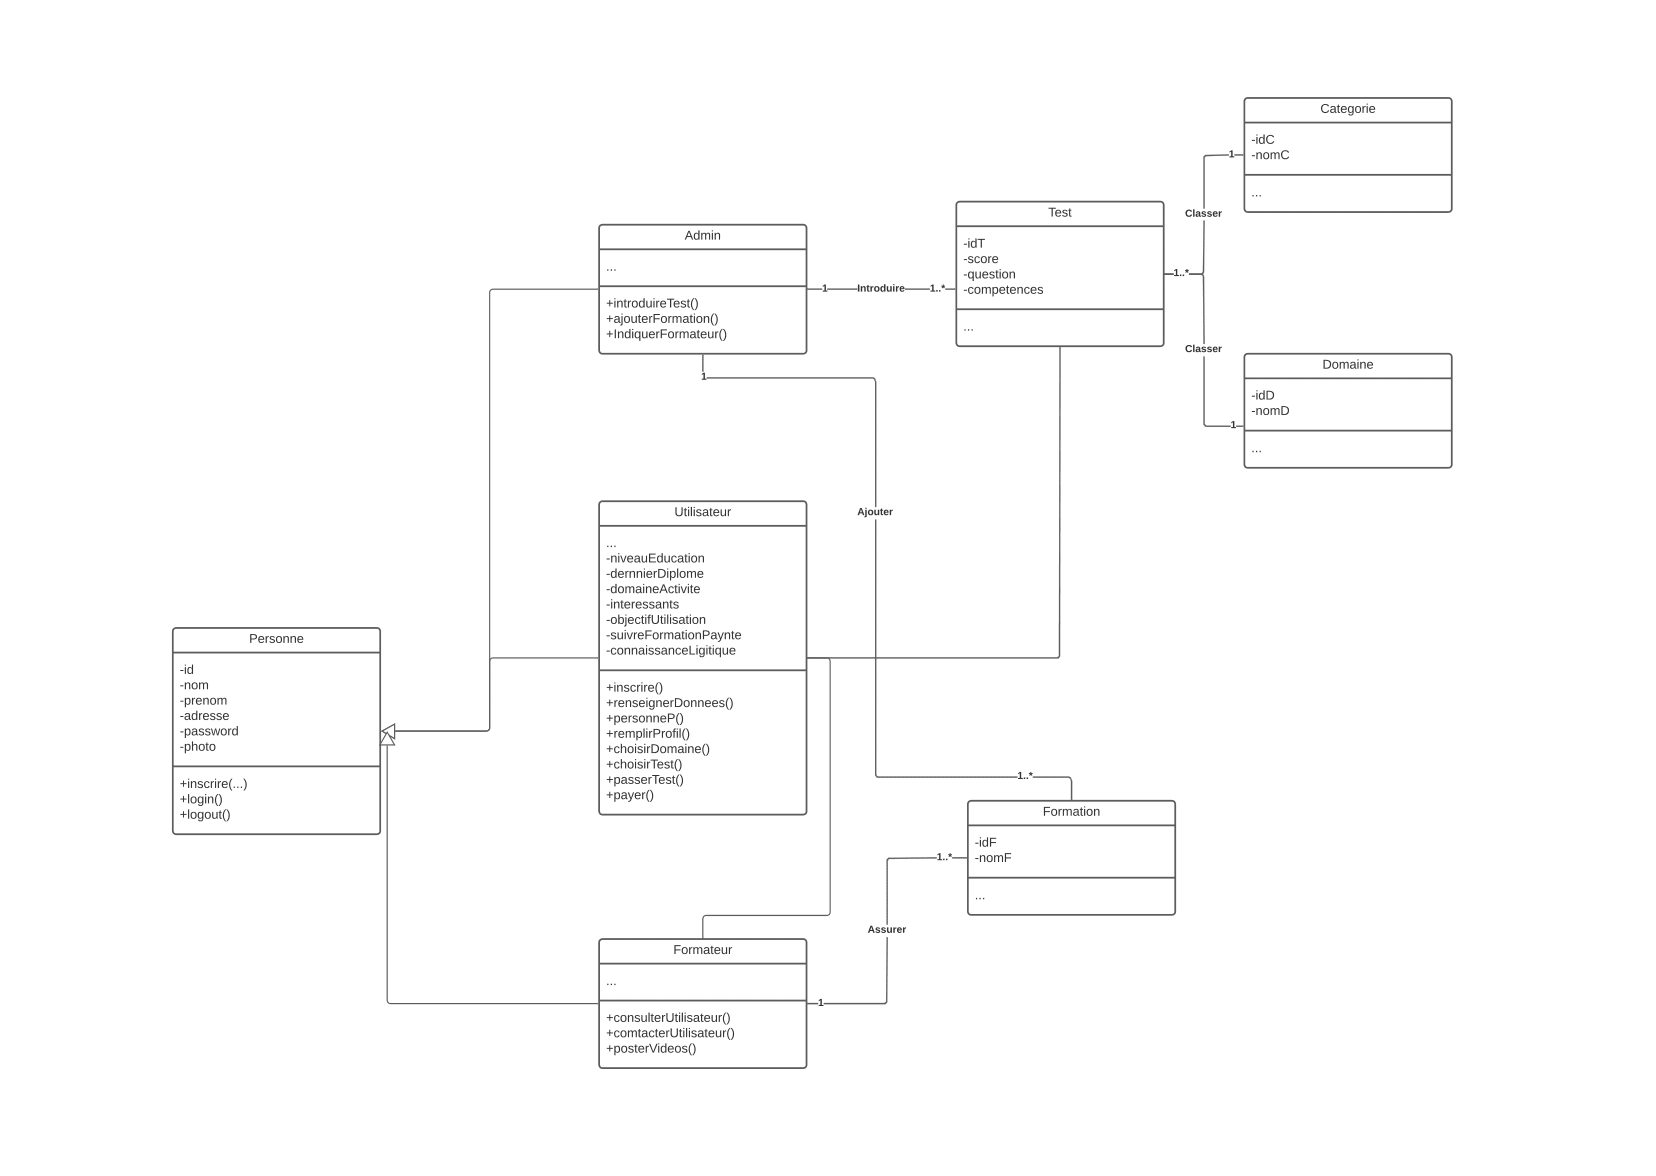 Categorie
-idC
-nomC
...
1
Classer
Test
-idT
-score
-question
-competences
...
1..*
Classer
Domaine
-idD
-nomD
...
1
Admin
...
+introduireTest()
+ajouterFormation()
+IndiquerFormateur()
1
Introduire
1..*
1
Ajouter
1..*
Utilisateur
...
-niveauEducation
-dernnierDiplome
-domaineActivite
-interessants
-objectifUtilisation
-suivreFormationPaynte
-connaissanceLigitique
+inscrire()
+renseignerDonnees()
+personneP()
+remplirProfil()
+choisirDomaine()
+choisirTest()
+passerTest()
+payer()
Personne
-id
-nom
-prenom
-adresse
-password
-photo
+inscrire(...)
+login()
+logout()
Formation
-idF
-nomF
...
1..*
Assurer
1
Formateur
...
+consulterUtilisateur()
+comtacterUtilisateur()
+posterVideos()